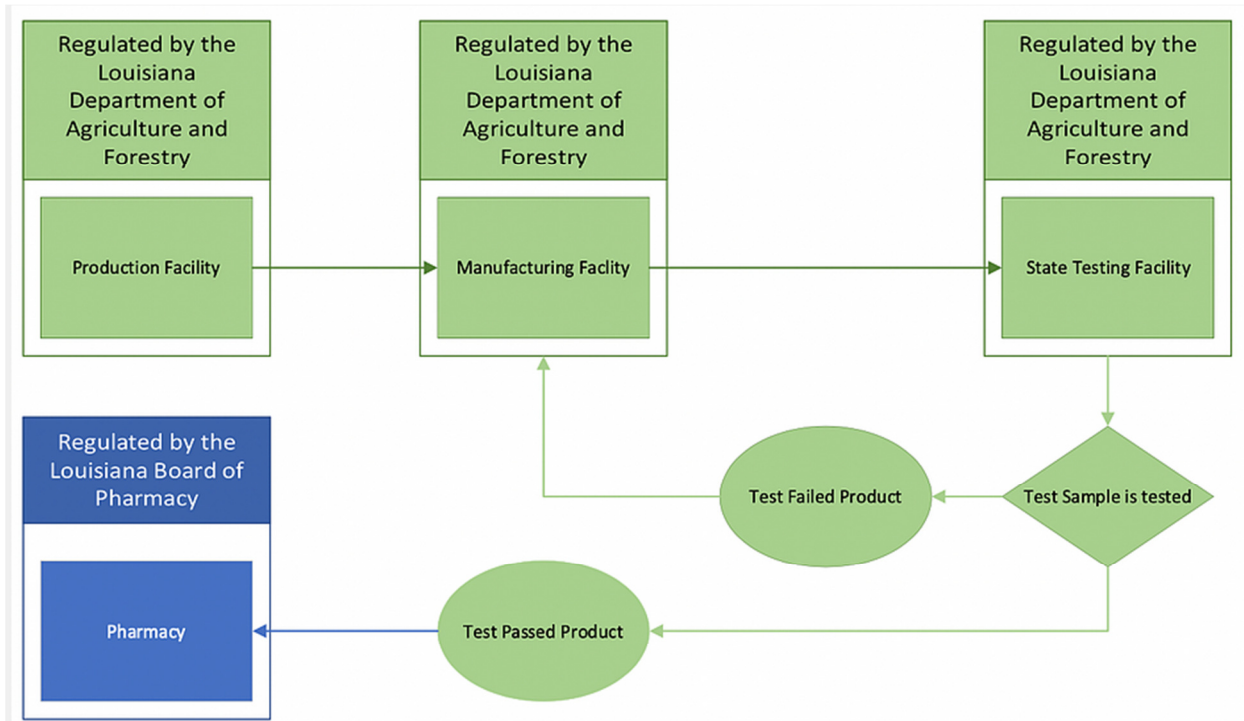 Regulated by the
Louisiana
Department of
Agriculture and
Forestry
Production Facility
Regulated by the
Louisiana
Department of
Agriculture and
Forestry
Manufacturing Faclity
Regulated by the
Louisiana
Department of
Agriculture and
Forestry
State Testing Facility
Test Failed Product
Test Sample is tested
Regulated by the
Louisiana Board of
Pharmacy
Pharmacy
Test Passed Product